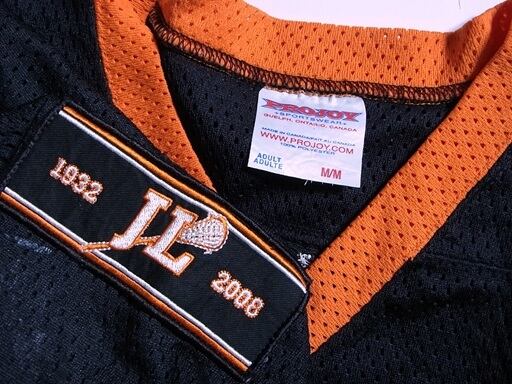 PROJOY
SPORTSWEAR
GUELPH, ONTARIO, CANADA
MADE IN CANADA/FAIT AU CANADA
WWW.PROJOY.COM
100% POLYESTER
ADULT
ADULTE
M/M
1932
JL
2008